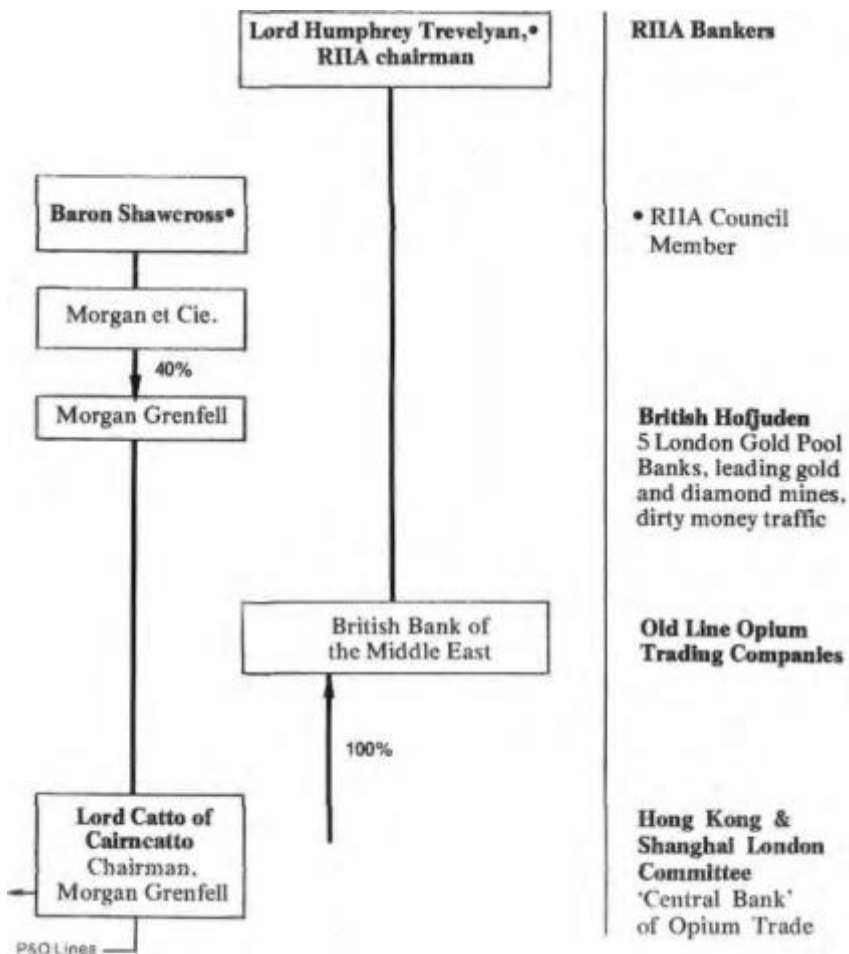 Lord Humphrey Trevelyan,•
RIIA chairman
Baron Shawcross•
Morgan et Cie.
40%
Morgan Grenfell
British Bank of
the Middle East
100%
Lord Catto of
Cairncatto
Chairman,
Morgan Grenfell
P&O Lines
RIIA Bankers
• RIIA Council
Member
British Hofjuden
5 London Gold Pool
Banks, leading gold
and diamond mines,
dirty money traffic
Old Line Opium
Trading Companies
Hong Kong &
Shanghai London
Committee
‘Central Bank’
of Opium Trade